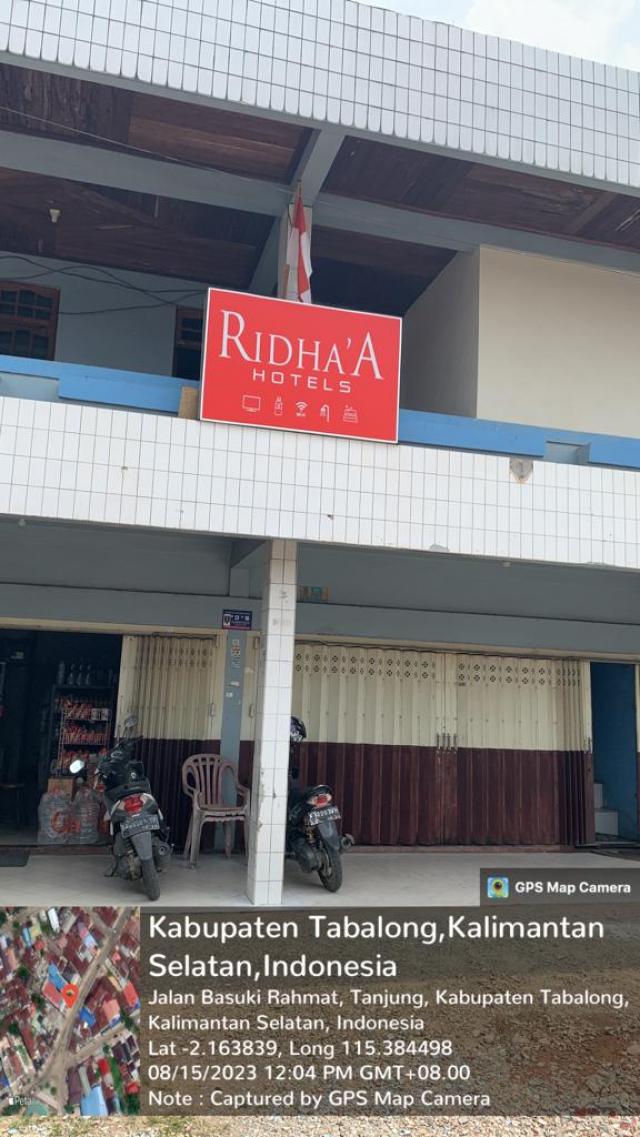 RIDHA'A
HOTELS
GPS Map Camera
Kabupaten Tabalong,Kalimantan
Selatan,Indonesia
Jalan Basuki Rahmat, Tanjung, Kabupaten Tabalong,
Kalimantan Selatan, Indonesia
Lat -2.163839, Long 115.384498
08/15/2023 12:04 PM GMT+08.00
Note : Captured by GPS Map Camera
Peta